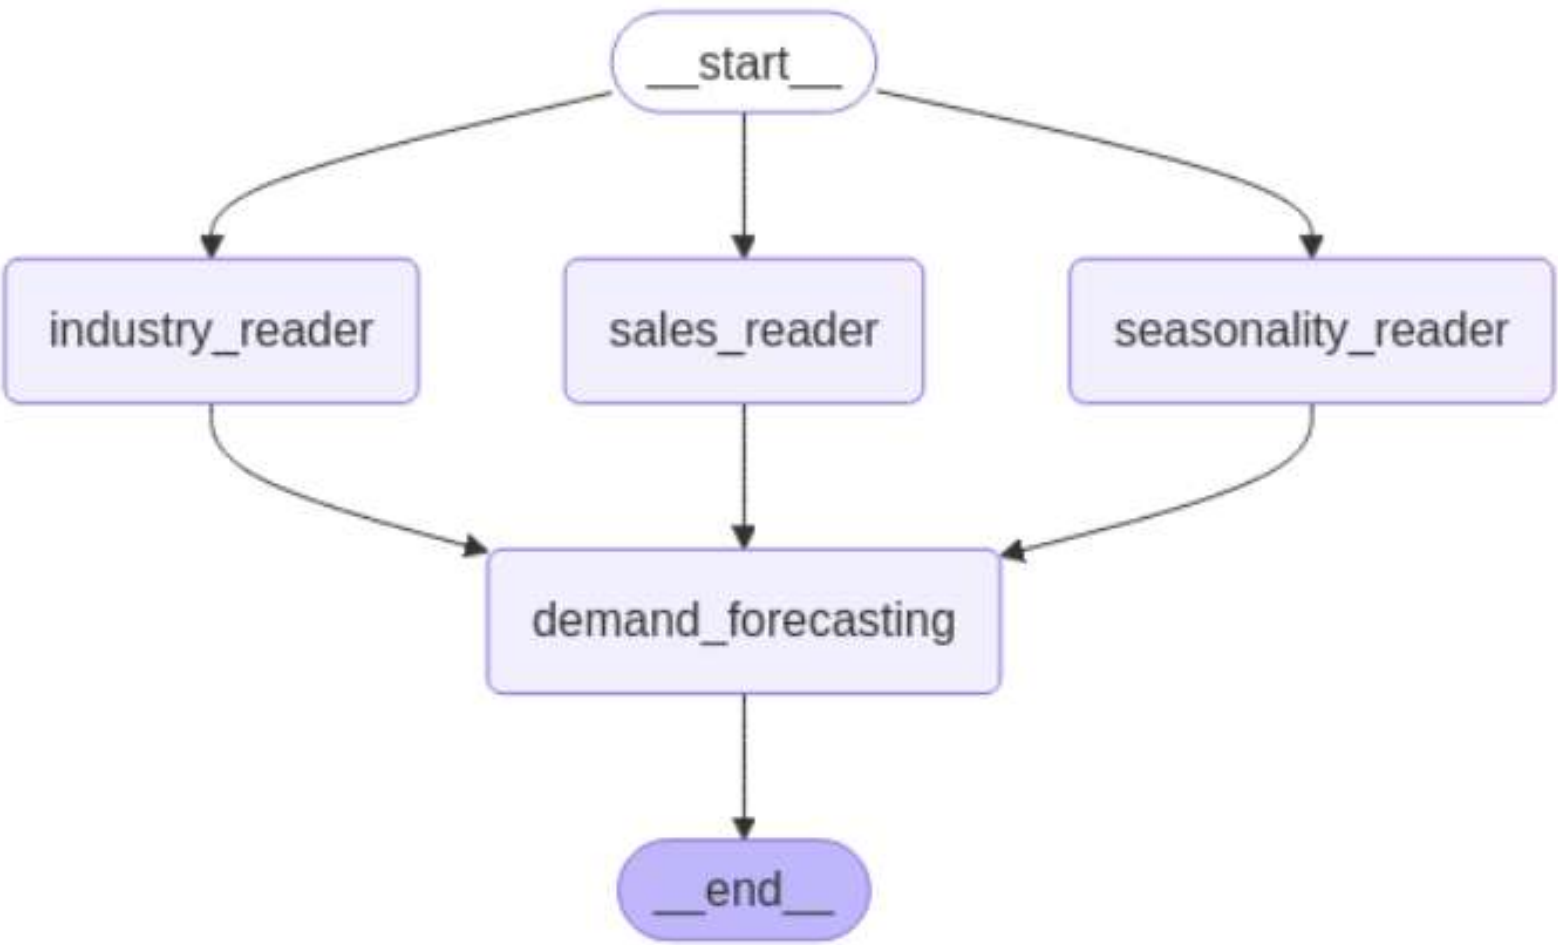 __start__
industry_reader
sales_reader
seasonality_reader
demand_forecasting
__end__